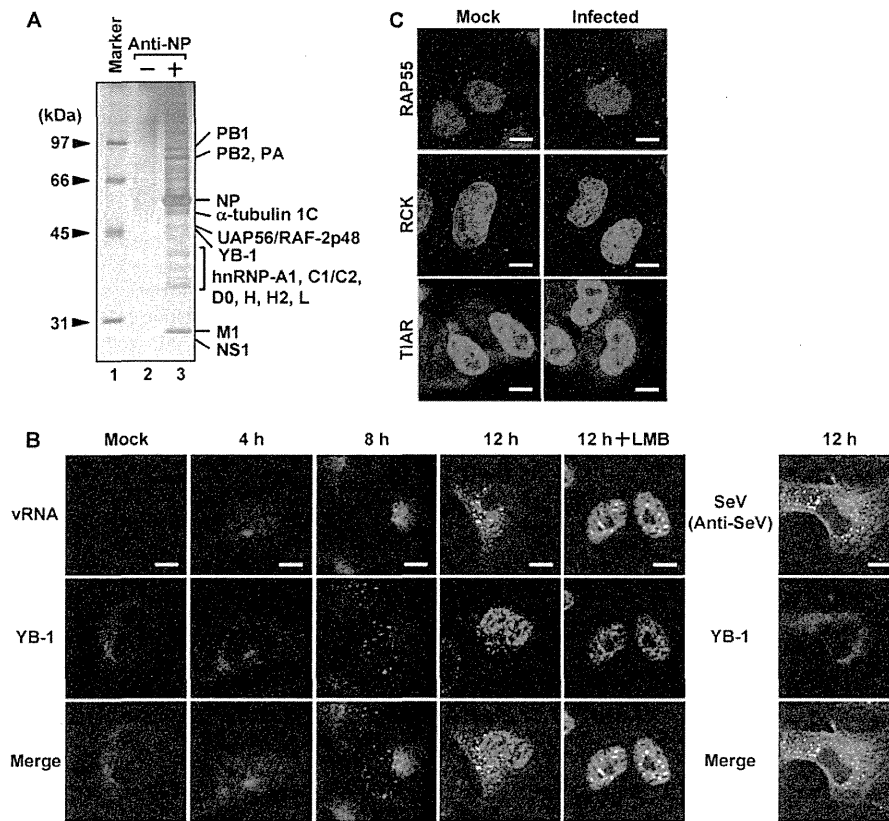 A
Marker
Anti-NP
− +
(kDa)
97
66
45
31
PB1
PB2, PA
NP
α-tubulin 1C
UAP56/RAF-2p48
YB-1
hnRNP-A1, C1/C2,
D0, H, H2, L
M1
NS1
1 2 3
C
Mock Infected
RAP55
RCK
TIAR
B
Mock 4 h 8 h 12 h 12 h+LMB 12 h
vRNA
YB-1
Merge
SeV
(Anti-SeV)
YB-1
Merge